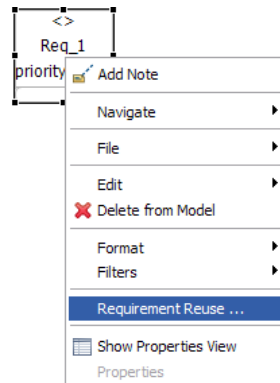 <>
Req_1
priority
Add Note
Navigate
File
Edit
Delete from Model
Format
Filters
Requirement Reuse ...
Show Properties View
Properties